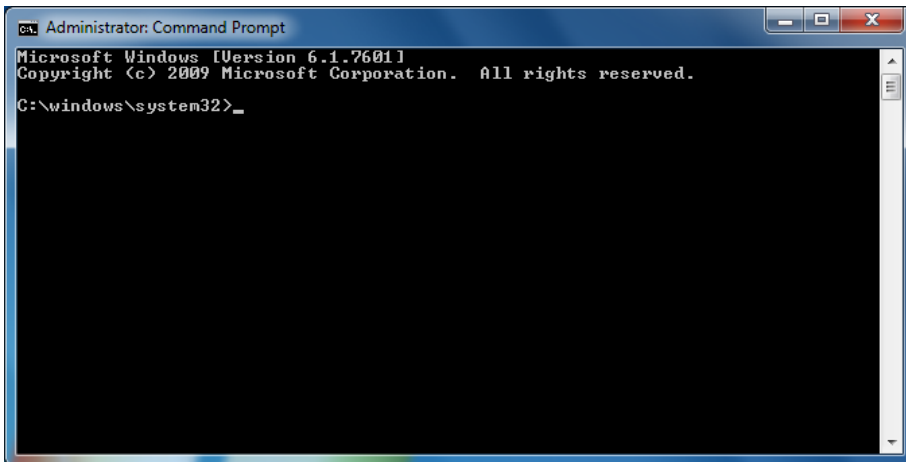 Administrator: Command Prompt
Microsoft Windows [Version 6.1.7601]
Copyright (c) 2009 Microsoft Corporation.  All rights reserved.
C:\windows\system32>_